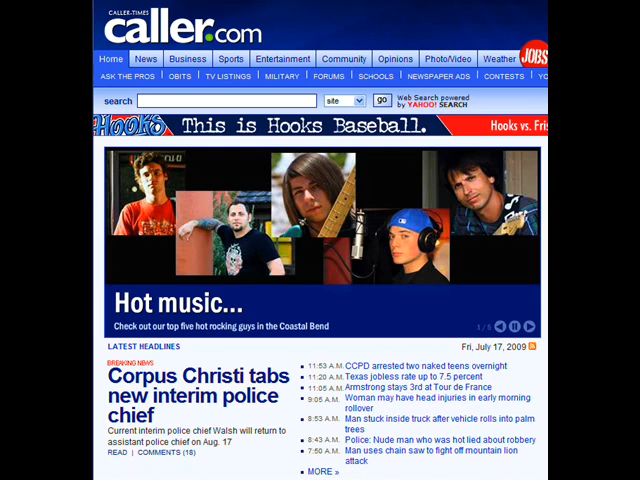 CALLER-TIMES
caller.com
Home News Business Sports Entertainment Community Opinions Photo/Video Weather JOBS
ASK THE PROS | OBITS | TV LISTINGS | MILITARY | FORUMS | SCHOOLS | NEWSPAPER ADS | CONTESTS | YO
search site go Web Search powered
by YAHOO! SEARCH
HOOKS This is Hooks Baseball. Hooks vs. Fris
Hot music...
Check out our top five hot rocking guys in the Coastal Bend
1 / 5
LATEST HEADLINES Fri, July 17, 2009
BREAKING NEWS
Corpus Christi tabs
new interim police
chief
Current interim police chief Walsh will return to
assistant police chief on Aug. 17
READ | COMMENTS (18)
11:53 A.M. CCPD arrested two naked teens overnight
11:20 A.M. Texas jobless rate up to 7.5 percent
11:05 A.M. Armstrong stays 3rd at Tour de France
9:05 A.M. Woman may have head injuries in early morning
rollover
8:53 A.M. Man stuck inside truck after vehicle rolls into palm
trees
8:43 A.M. Police: Nude man who was hot lied about robbery
7:50 A.M. Man uses chain saw to fight off mountain lion
attack
MORE »